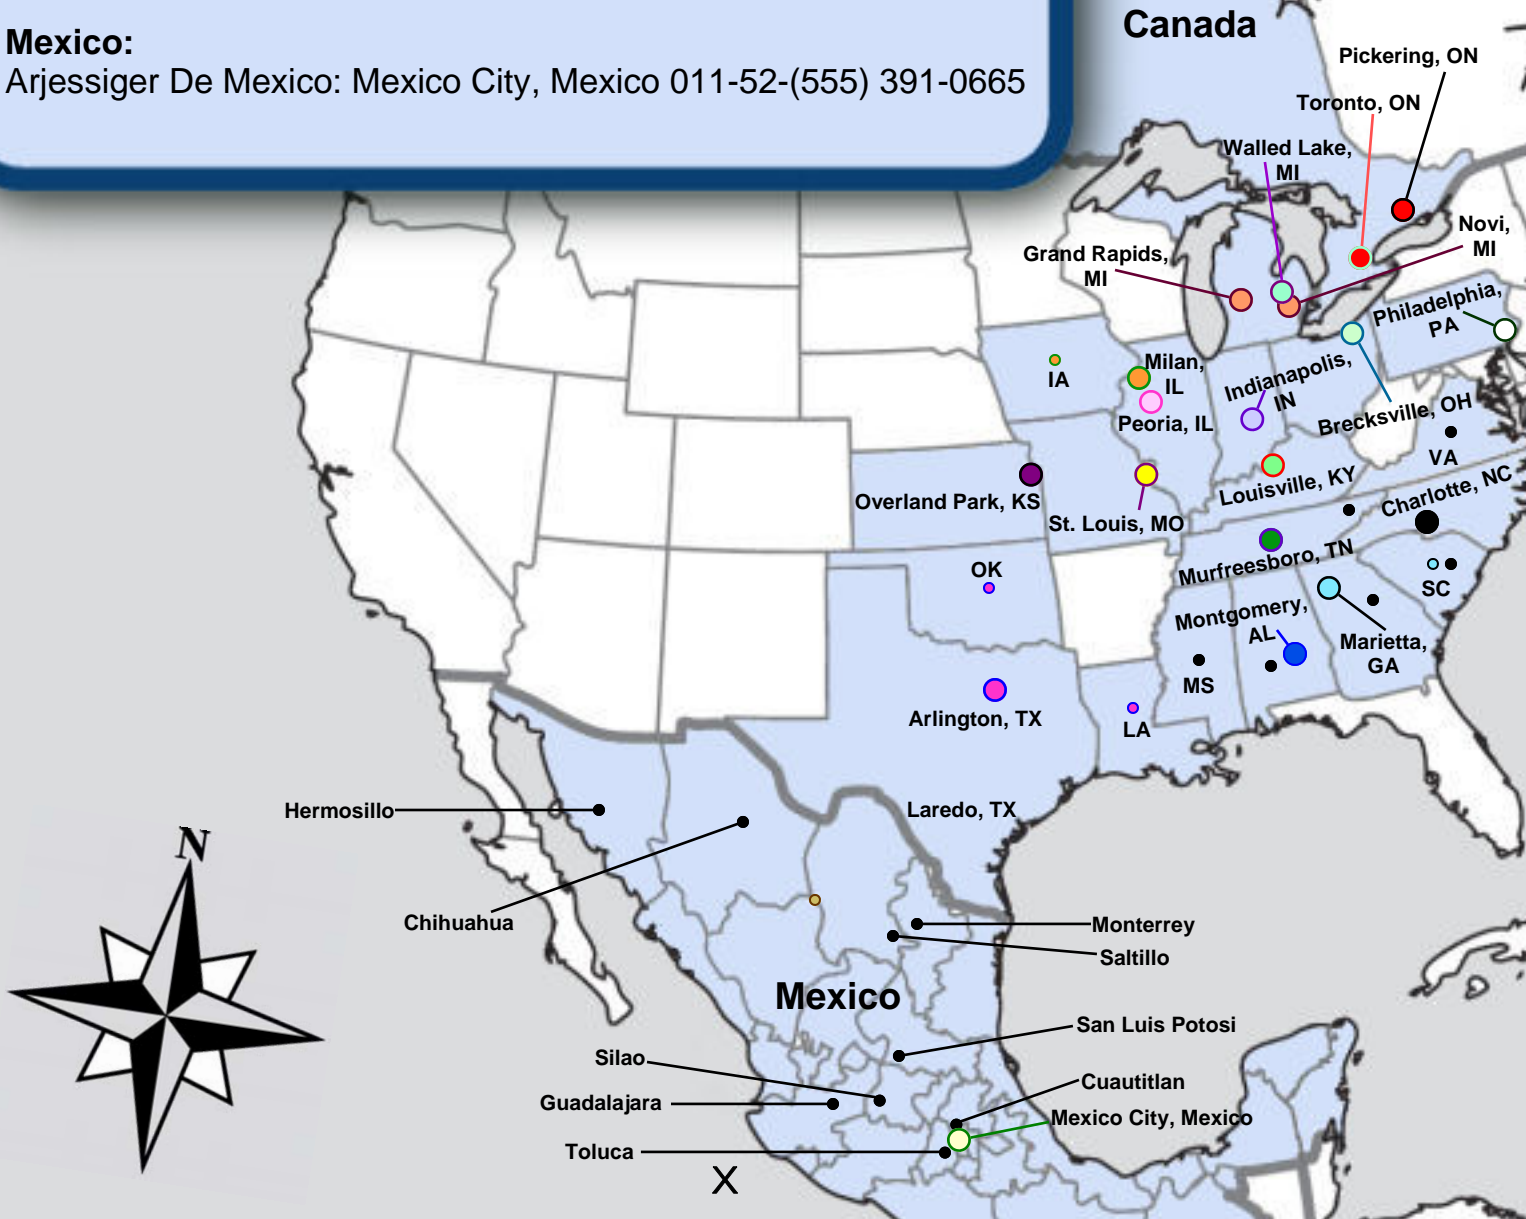 Mexico:
Arjessiger De Mexico: Mexico City, Mexico 011-52-(555) 391-0665
Canada
Pickering, ON
Toronto, ON
Walled Lake,
MI
Novi,
MI
Grand Rapids,
MI
Philadelphia,
PA
Milan,
IL
IA
Indianapolis,
IN
Peoria, IL
Brecksville, OH
VA
Louisville, KY
Charlotte, NC
Overland Park, KS
St. Louis, MO
Murfreesboro, TN
OK
SC
Montgomery,
AL
Marietta,
GA
MS
Arlington, TX
LA
Laredo, TX
Hermosillo
N
Chihuahua
Monterrey
Saltillo
Mexico
San Luis Potosi
Silao
Cuautitlan
Guadalajara
Mexico City, Mexico
Toluca
X